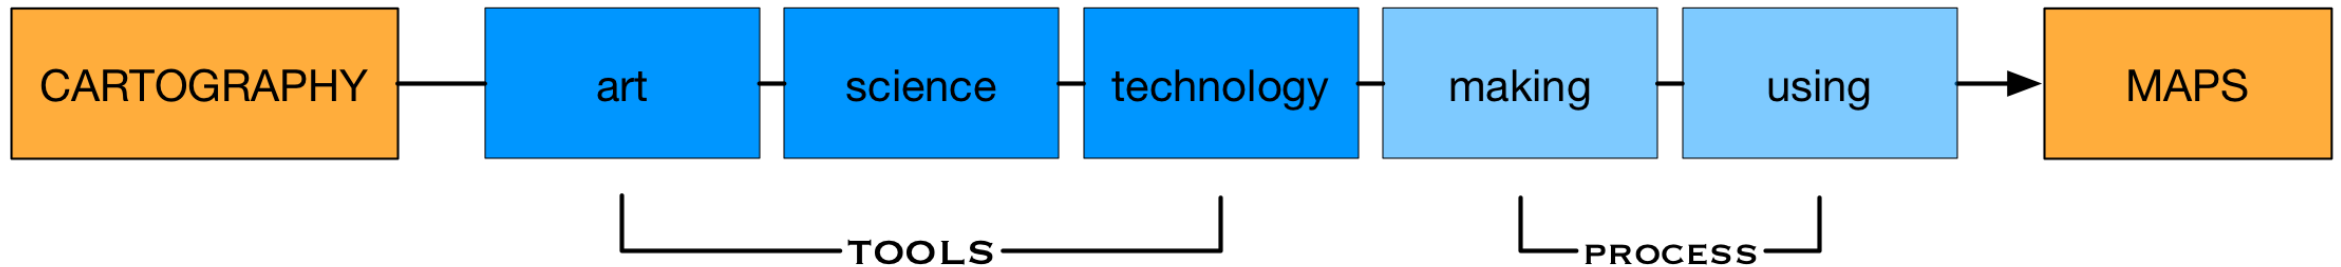 CARTOGRAPHY art science technology making using MAPS
TOOLS PROCESS